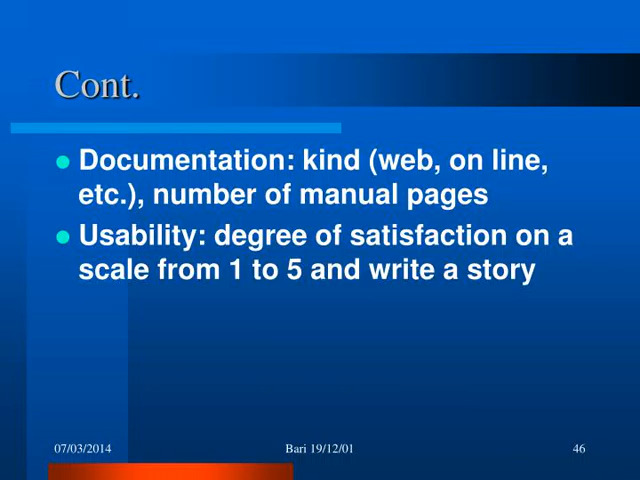 Cont.
Documentation: kind (web, on line,
etc.), number of manual pages
Usability: degree of satisfaction on a
scale from 1 to 5 and write a story
07/03/2014 Bari 19/12/01 46